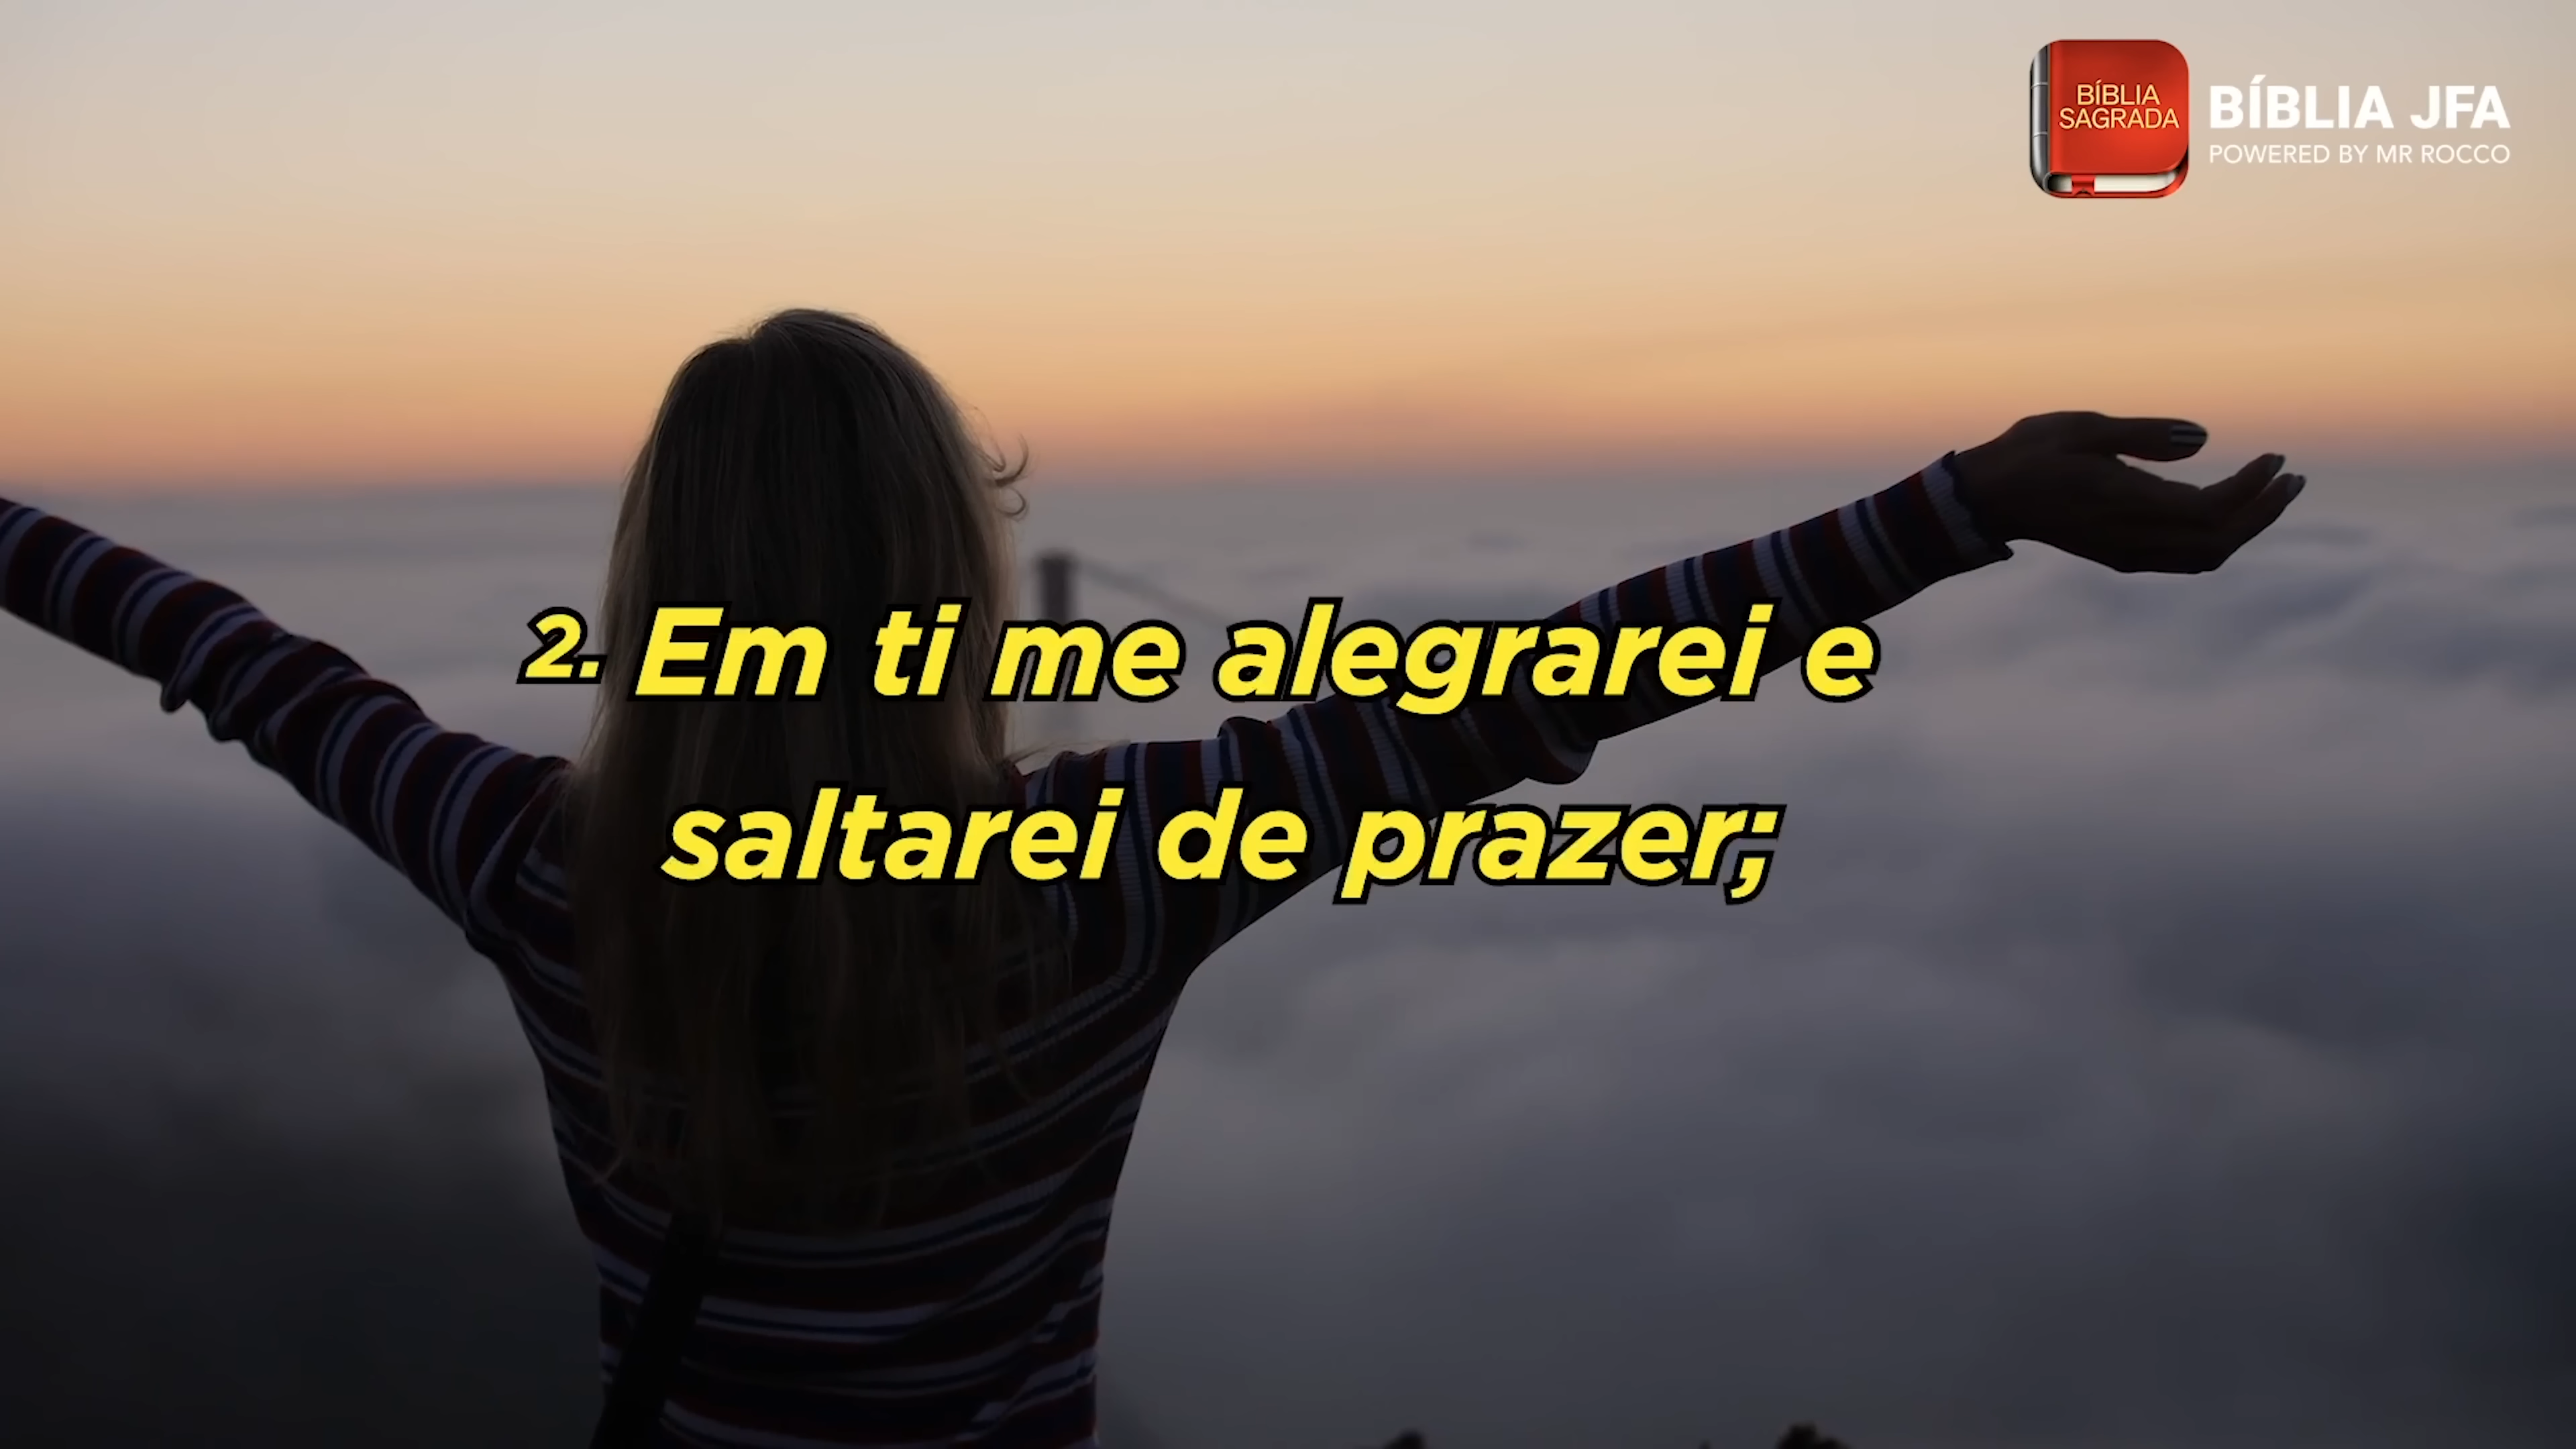 BÍBLIA
SAGRADA
BÍBLIA JFA
POWERED BY MR ROCCO
2. Em ti me alegrarei e
saltarei de prazer;